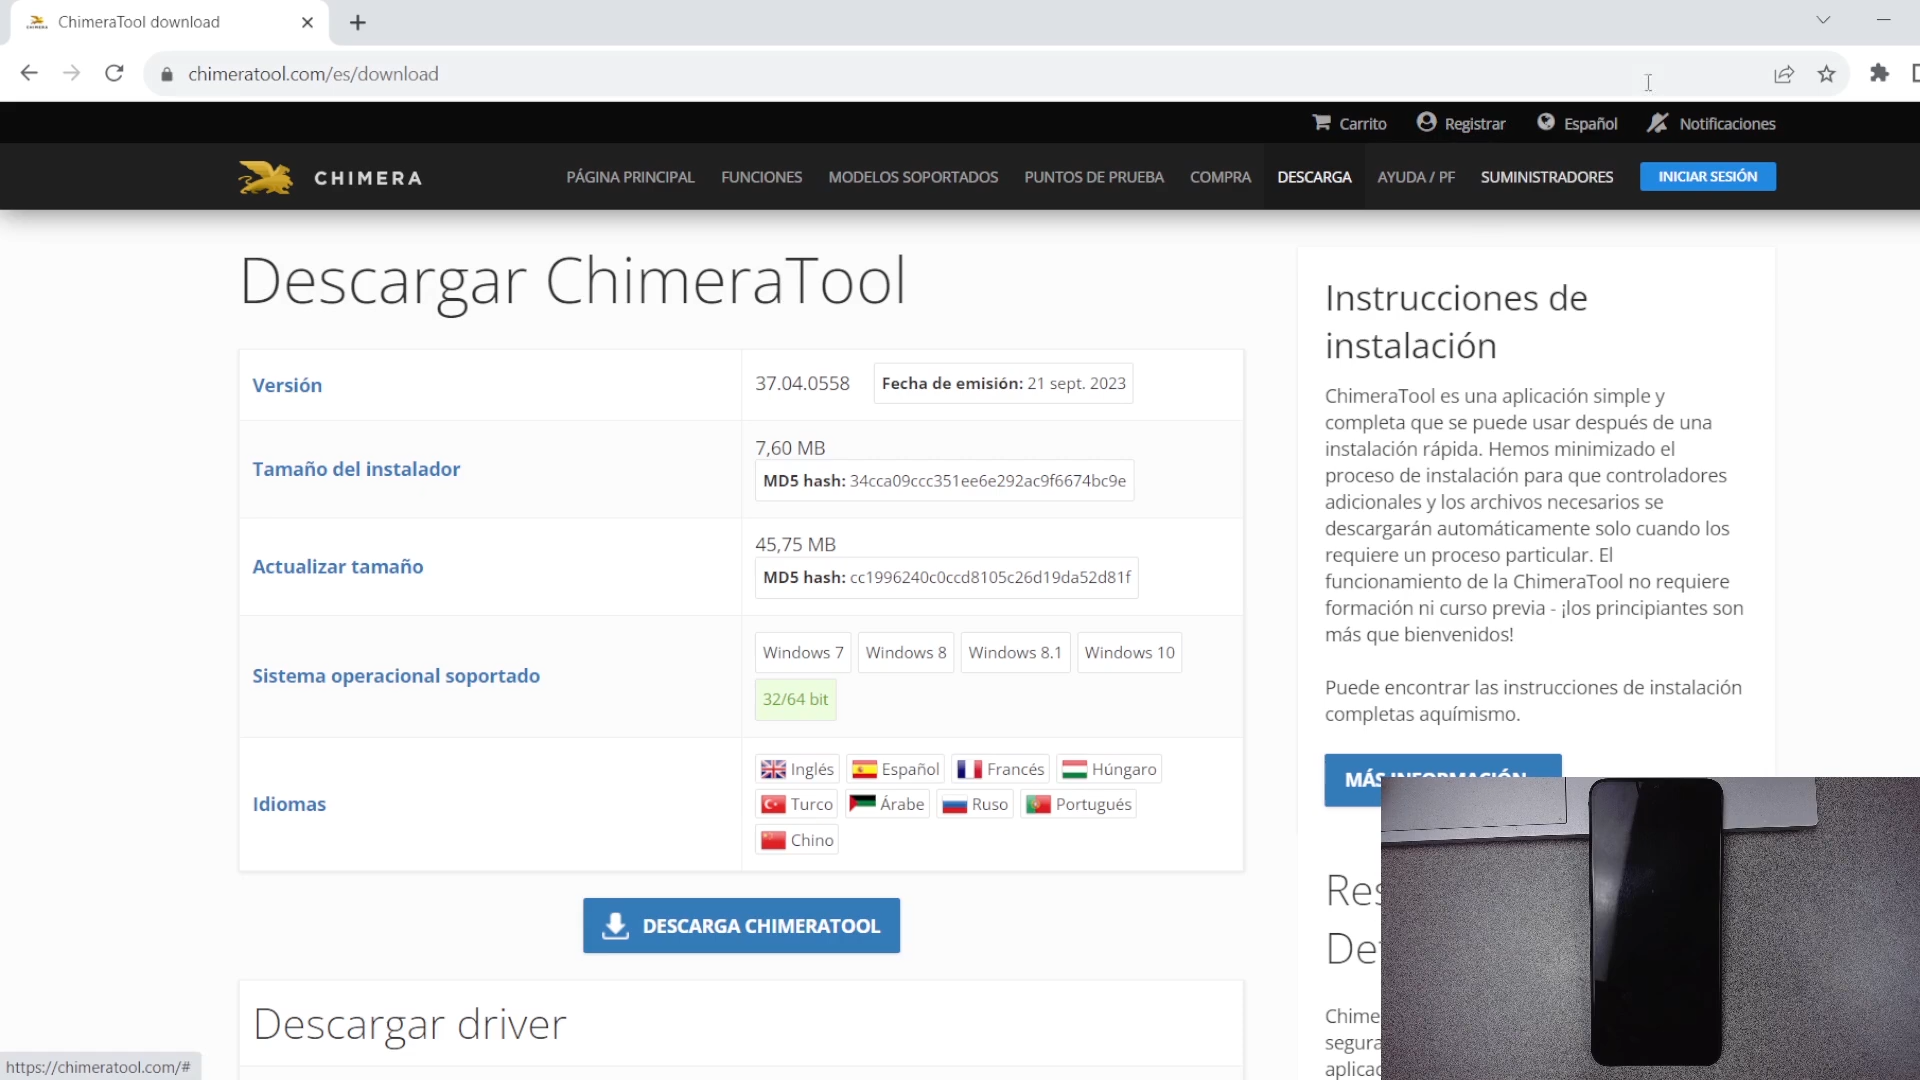 ChimeraTool download
chimeratool.com/es/download
Carrito Registrar Español Notificaciones
CHIMERA PÁGINA PRINCIPAL FUNCIONES MODELOS SOPORTADOS PUNTOS DE PRUEBA COMPRA DESCARGA AYUDA / PF SUMINISTRADORES INICIAR SESIÓN
Descargar ChimeraTool
Versión 37.04.0558 Fecha de emisión: 21 sept. 2023
Tamaño del instalador
7,60 MB
MD5 hash: 34cca09ccc351ee6e292ac9f6674bc9e
Actualizar tamaño
45,75 MB
MD5 hash: cc1996240c0ccd8105c26d19da52d81f
Sistema operacional soportado
Windows 7 Windows 8 Windows 8.1 Windows 10
32/64 bit
Idiomas
Inglés Español Francés Húngaro
Turco Árabe Ruso Portugués
Chino
DESCARGA CHIMERATOOL
Descargar driver
Instrucciones de
instalación
ChimeraTool es una aplicación simple y
completa que se puede usar después de una
instalación rápida. Hemos minimizado el
proceso de instalación para que controladores
adicionales y los archivos necesarios se
descargarán automáticamente solo cuando los
requiere un proceso particular. El
funcionamiento de la ChimeraTool no requiere
formación ni curso previa - ¡los principiantes son
más que bienvenidos!
Puede encontrar las instrucciones de instalación
completas aquímismo.
MÁS INFORMACIÓN
https://chimeratool.com/#